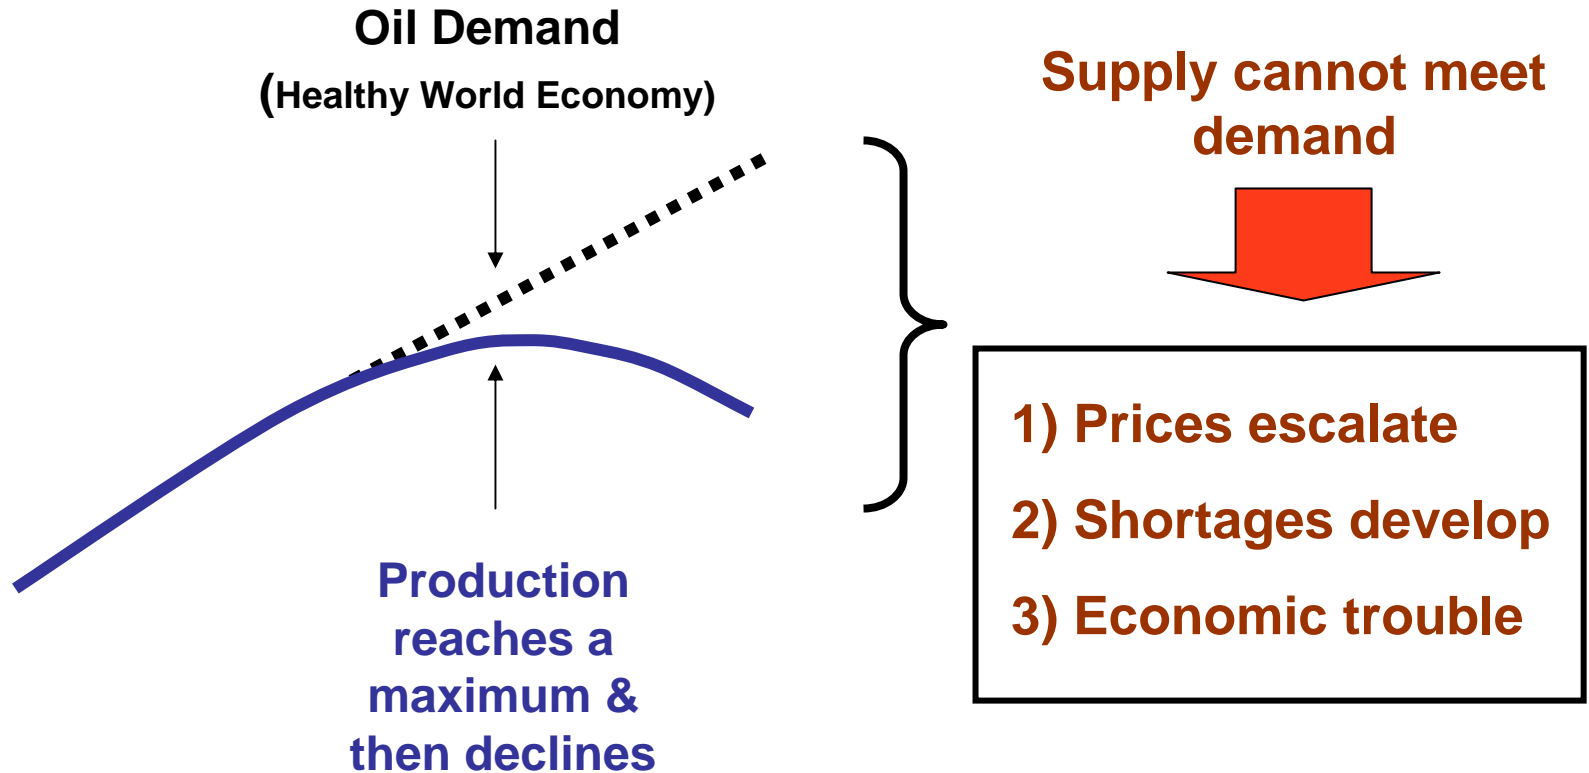 Oil Demand
(Healthy World Economy)
Production
reaches a
maximum &
then declines
Supply cannot meet
demand
1) Prices escalate
2) Shortages develop
3) Economic trouble